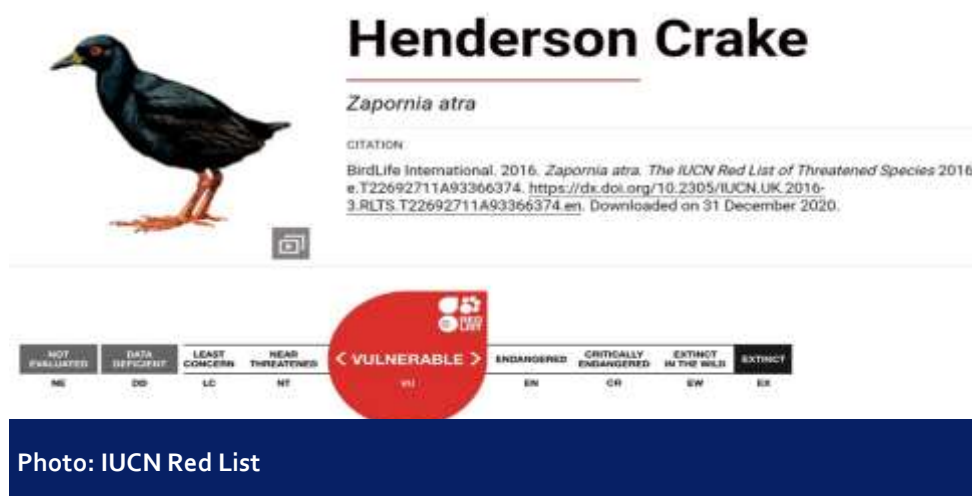 Henderson Crake
Zapornia atra
CITATION
BirdLife International. 2016. Zapornia atra. The IUCN Red List of Threatened Species 2016
e.T22692711A93366374. https://dx.doi.org/10.2305/IUCN.UK.2016-
3.RLTS.T22692711A93366374.en. Downloaded on 31 December 2020.
RED
LIST
NOT EVALUATED
DATA DEFICIENT
LEAST CONCERN
NEAR THREATENED
< VULNERABLE >
ENDANGERED
CRITICALLY ENDANGERED
EXTINCT IN THE WILD
EXTINCT
NE
DD
LC
NT
VU
EN
CR
EW
EX
Photo: IUCN Red List